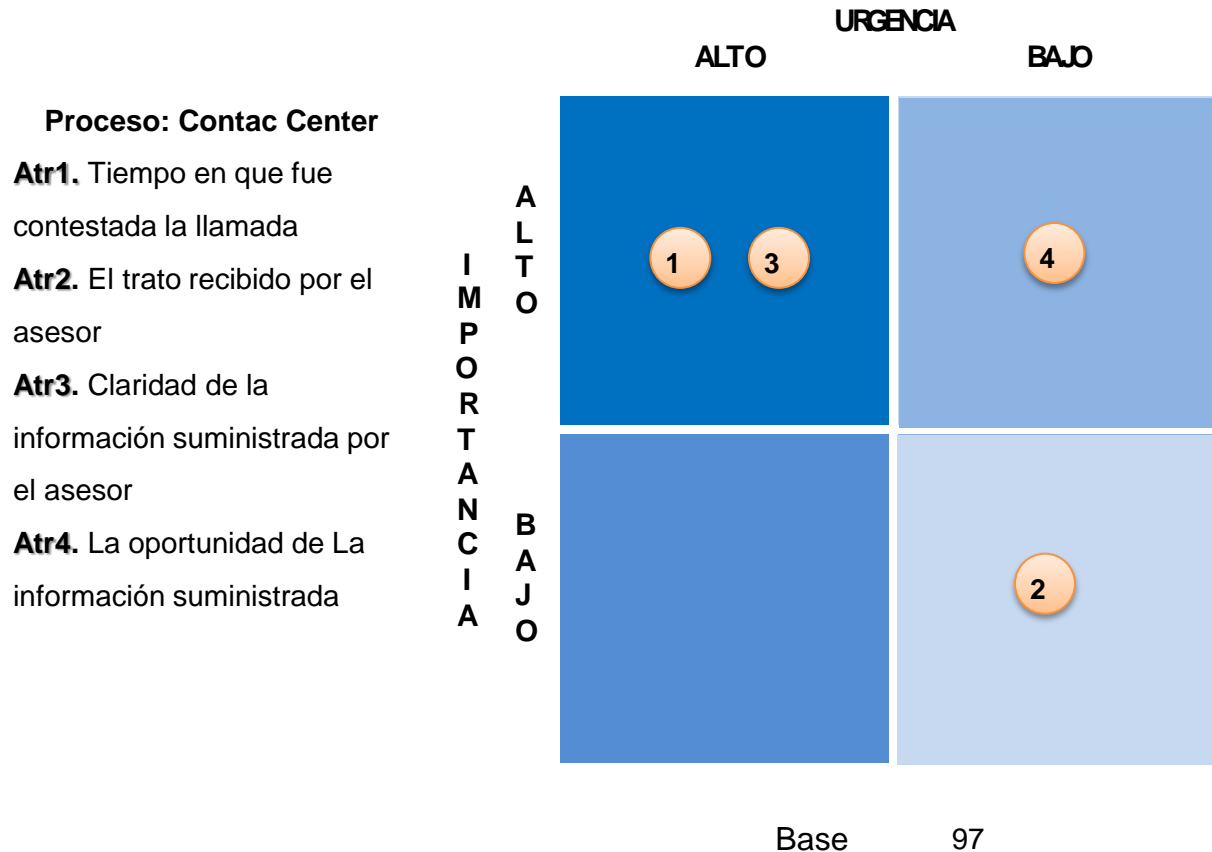 URGENCIA
ALTO BAJO
Proceso: Contac Center
Atr1. Tiempo en que fue
contestada la llamada
Atr2. El trato recibido por el
asesor
Atr3. Claridad de la
información suministrada por
el asesor
Atr4. La oportunidad de La
información suministrada
IMPORTANCIA
ALTO
BAJO
1 3 4
2
Base 97